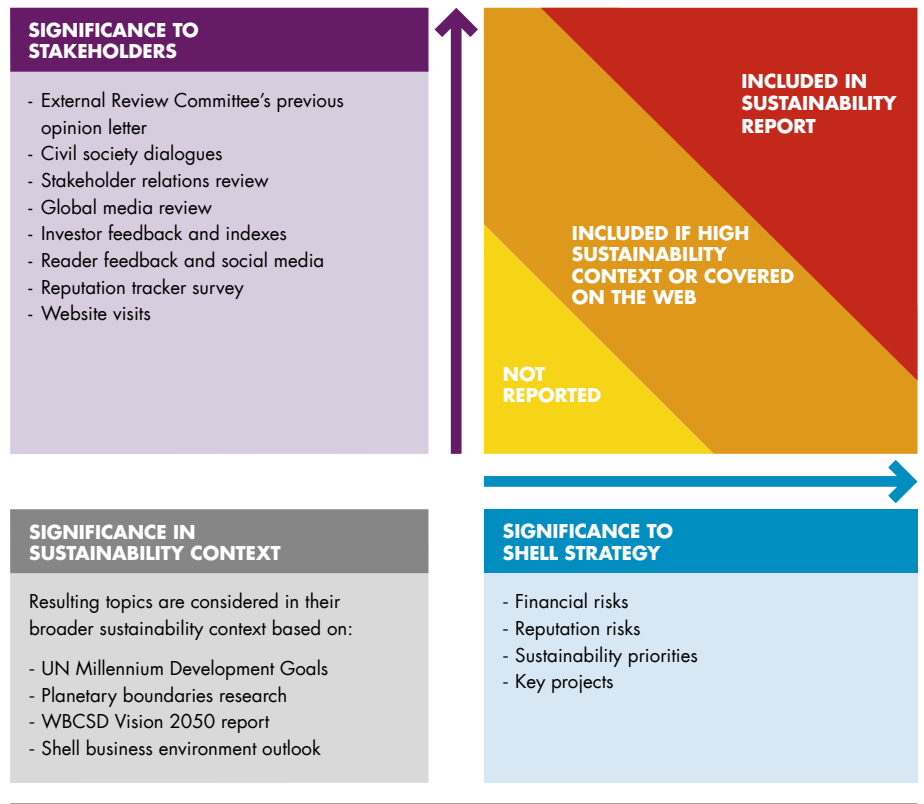 SIGNIFICANCE TO
STAKEHOLDERS
- External Review Committee's previous
opinion letter
- Civil society dialogues
- Stakeholder relations review
- Global media review
- Investor feedback and indexes
- Reader feedback and social media
- Reputation tracker survey
- Website visits
INCLUDED IN
SUSTAINABILITY
REPORT
INCLUDED IF HIGH
SUSTAINABILITY
CONTEXT OR COVERED
ON THE WEB
NOT
REPORTED
SIGNIFICANCE IN
SUSTAINABILITY CONTEXT
Resulting topics are considered in their
broader sustainability context based on:
- UN Millennium Development Goals
- Planetary boundaries research
- WBCSD Vision 2050 report
- Shell business environment outlook
SIGNIFICANCE TO
SHELL STRATEGY
- Financial risks
- Reputation risks
- Sustainability priorities
- Key projects